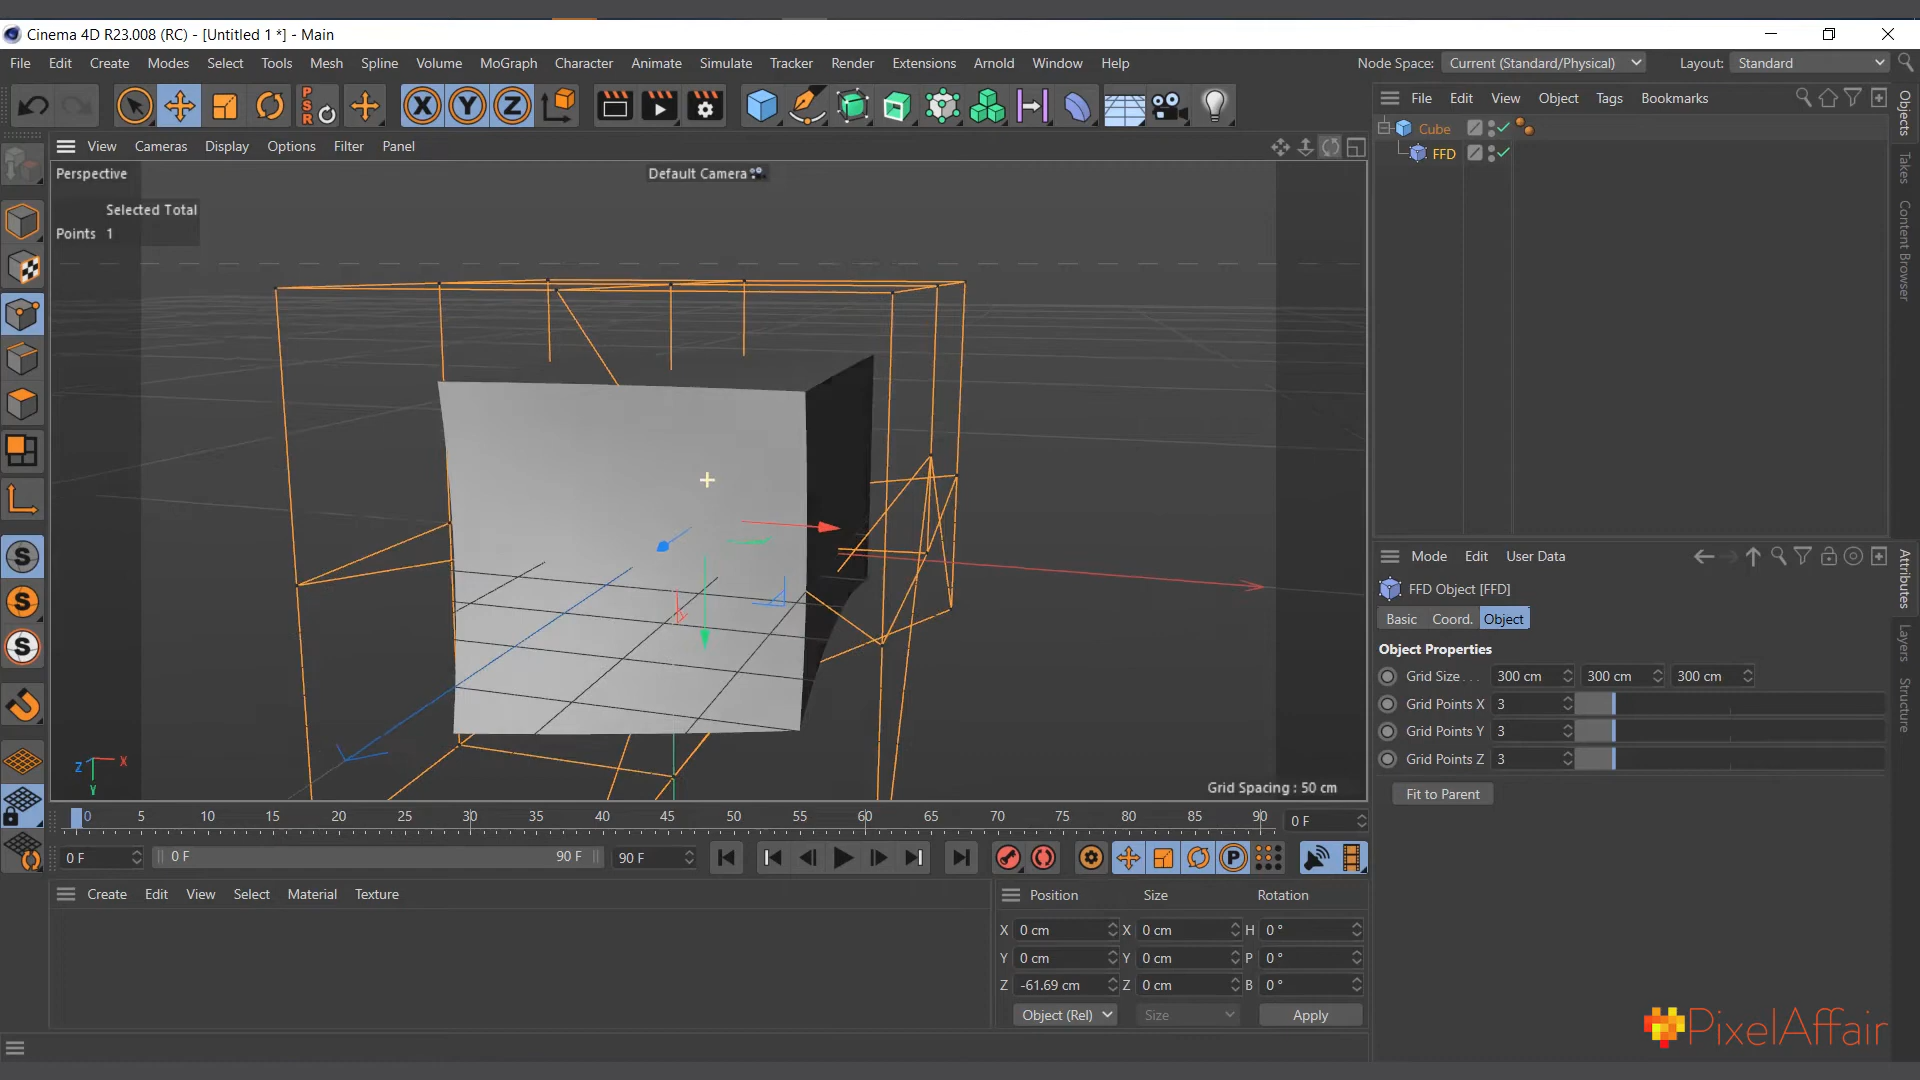 Cinema 4D R23.008 (RC) - [Untitled 1 *] - Main
File Edit Create Modes Select Tools Mesh Spline Volume MoGraph Character Animate Simulate Tracker Render Extensions Arnold Window Help
Node Space: Current (Standard/Physical) Layout: Standard
P S R X Y Z
File Edit View Object Tags Bookmarks
Cube
FFD
Objects
Takes
Content Browser
View Cameras Display Options Filter Panel
Perspective
Default Camera
Selected Total
Points 1
S
S
S
Z X
Y
Grid Spacing : 50 cm
Mode Edit User Data
FFD Object [FFD]
Basic Coord. Object
Object Properties
Grid Size . . . 300 cm 300 cm 300 cm
Grid Points X 3
Grid Points Y 3
Grid Points Z 3
Fit to Parent
Attributes
Layers
Structure
0 5 10 15 20 25 30 35 40 45 50 55 60 65 70 75 80 85 90 0 F
0 F 0 F 90 F 90 F P
Create Edit View Select Material Texture
Position Size Rotation
X 0 cm X 0 cm H 0 °
Y 0 cm Y 0 cm P 0 °
Z -61.69 cm Z 0 cm B 0 °
Object (Rel) Size Apply
PixelAffair